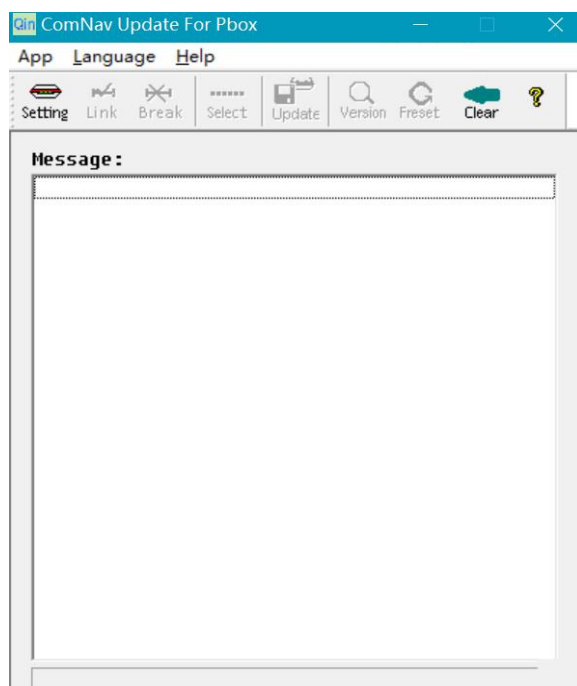 Qin ComNav Update For Pbox
App Language Help
Setting Link Break Select Update Version Freset Clear ?
Message: